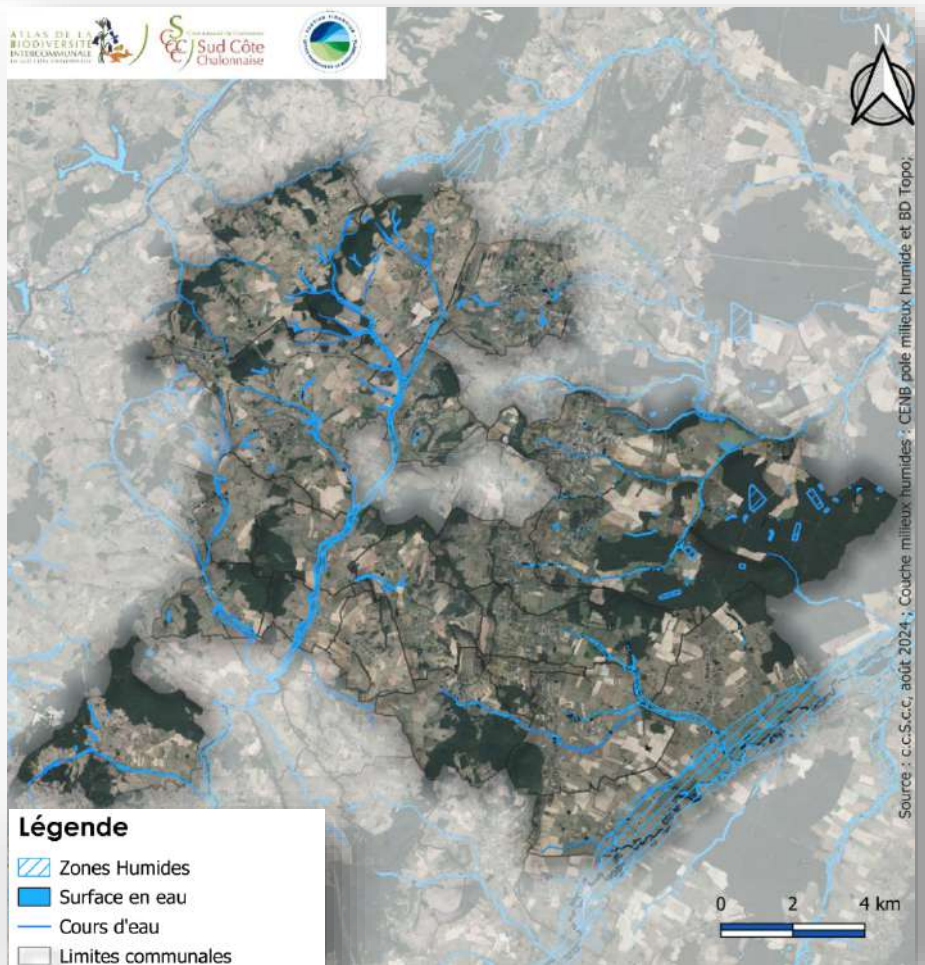 ATLAS DE LA
BIODIVERSITÉ
INTERCOMMUNALE
Sud Côte
Chalonnaise
N
Source : c.c.S.c.c, août 2024 ; Couche milieux humides : CENB pole milieux humide et BD Topo;
0 2 4 km
Légende
Zones Humides
Surface en eau
Cours d'eau
Limites communales